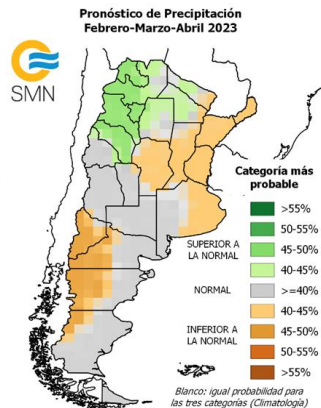 Pronóstico de Precipitación
Febrero-Marzo-Abril 2023
SMN
Categoría más
probable
>55%
50-55%
SUPERIOR A
LA NORMAL
45-50%
40-45%
NORMAL
>=40%
40-45%
INFERIOR A
LA NORMAL
45-50%
50-55%
>55%
Blanco: igual probabilidad para
las tres categorías (Climatología)